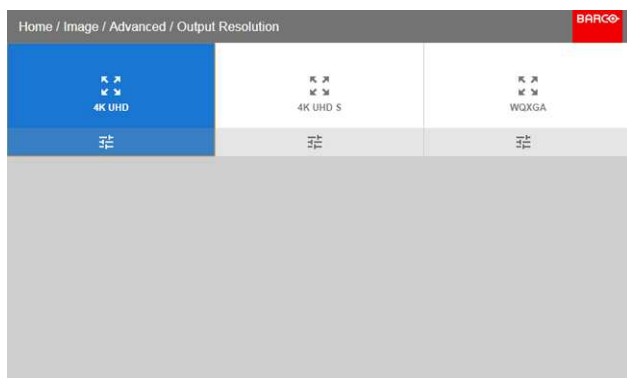 Home / Image / Advanced / Output Resolution
BARCO
4K UHD
4K UHD S
WQXGA